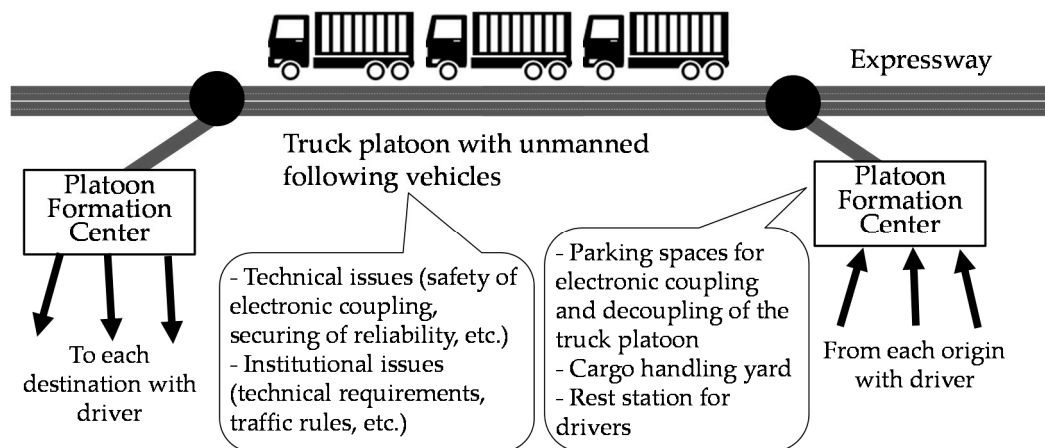 Expressway
Truck platoon with unmanned
following vehicles
Platoon
Formation
Center
Platoon
Formation
Center
- Technical issues (safety of
electronic coupling,
securing of reliability, etc.)
- Institutional issues
(technical requirements,
traffic rules, etc.)
- Parking spaces for
electronic coupling
and decoupling of the
truck platoon
- Cargo handling yard
- Rest station for
drivers
To each
destination with
driver
From each origin
with driver